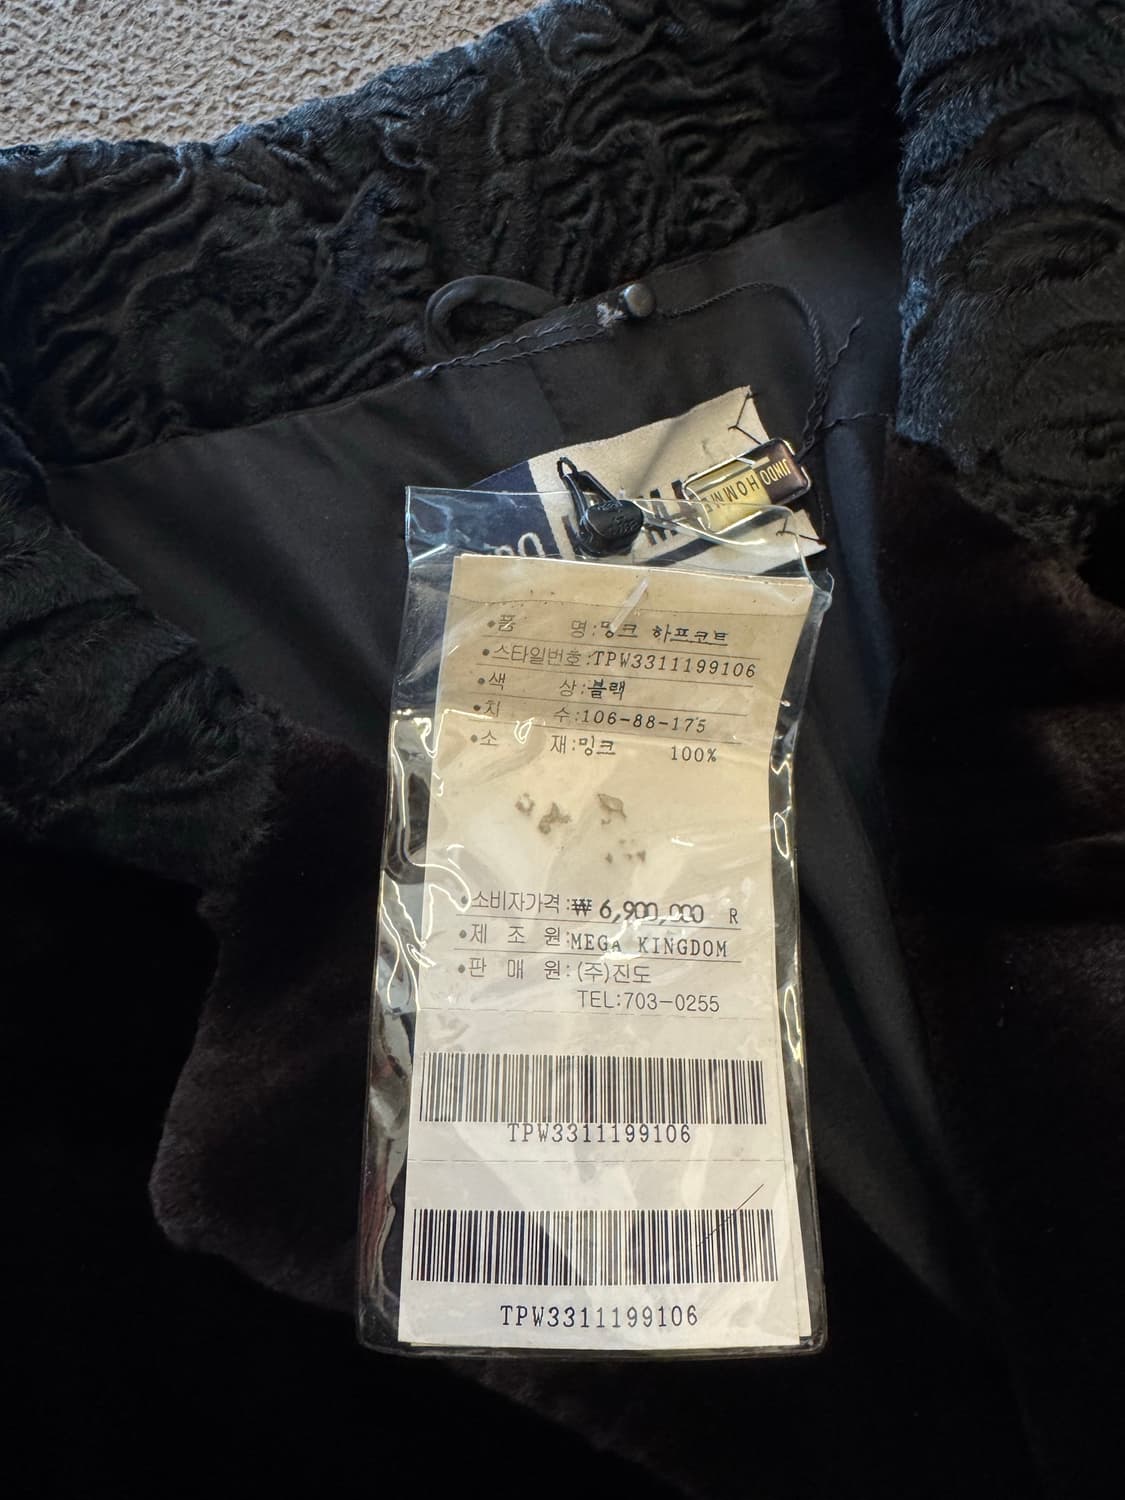 JINDO HOMME
•품 명:밍크 하프코트
•스타일번호:TPW3311199106
•색 상:블랙
•치 수:106-88-175
•소 재:밍크 100%
•소비자가격:₩ 6,900,000 R
•제 조 원:MEGA KINGDOM
•판 매 원:(주)진도
TEL:703-0255
TPW3311199106
TPW3311199106